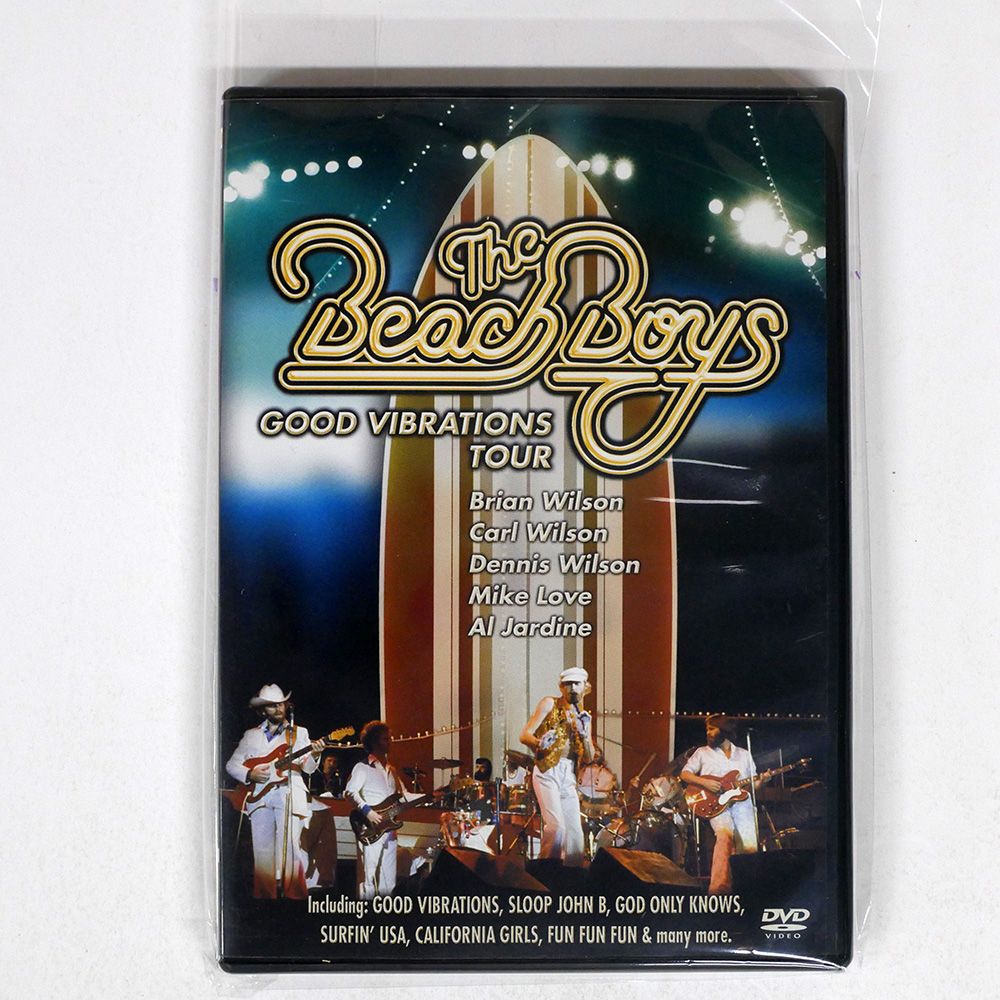 The
Beach Boys
GOOD VIBRATIONS
TOUR
Brian Wilson
Carl Wilson
Dennis Wilson
Mike Love
Al Jardine
Including: GOOD VIBRATIONS, SLOOP JOHN B, GOD ONLY KNOWS,
SURFIN' USA, CALIFORNIA GIRLS, FUN FUN FUN & many more.
DVD
VIDEO